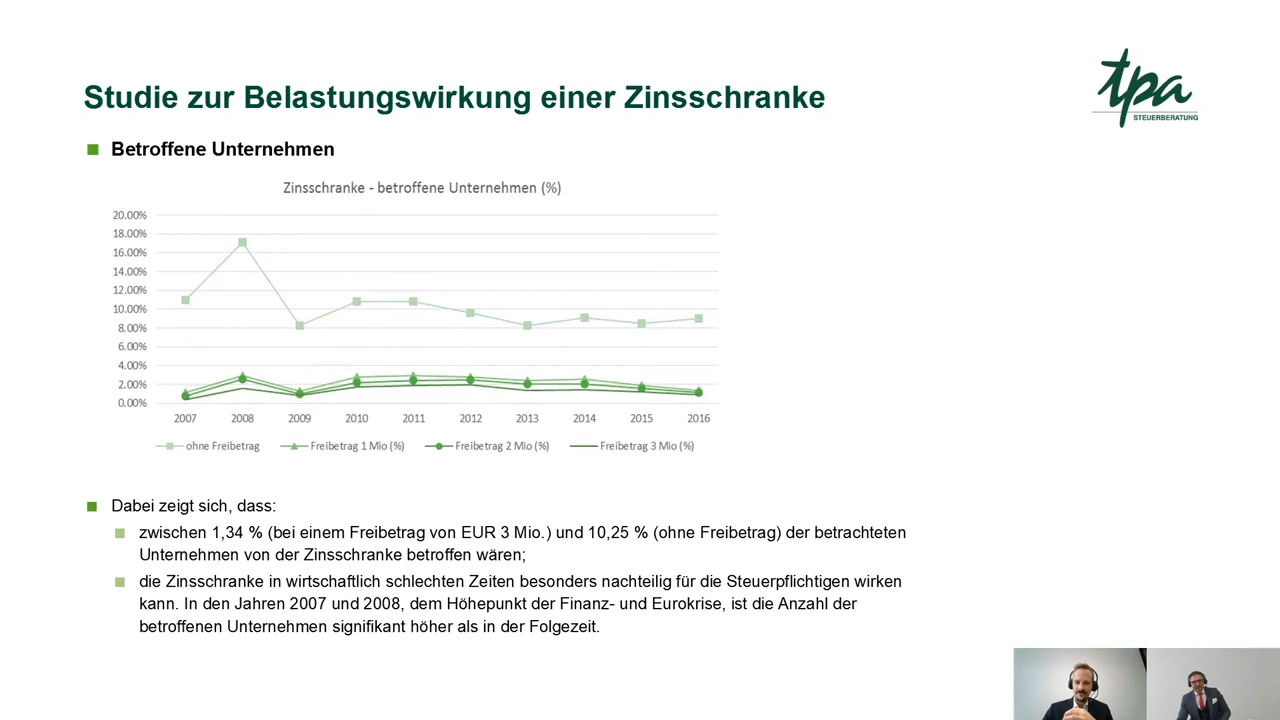 Studie zur Belastungswirkung einer Zinsschranke
tpa
STEUERBERATUNG
Betroffene Unternehmen
Zinsschranke - betroffene Unternehmen (%)
20.00%
18.00%
16.00%
14.00%
12.00%
10.00%
8.00%
6.00%
4.00%
2.00%
0.00%
2007 2008 2009 2010 2011 2012 2013 2014 2015 2016
ohne Freibetrag Freibetrag 1 Mio (%) Freibetrag 2 Mio (%) Freibetrag 3 Mio (%)
Dabei zeigt sich, dass:
zwischen 1,34 % (bei einem Freibetrag von EUR 3 Mio.) und 10,25 % (ohne Freibetrag) der betrachteten
Unternehmen von der Zinsschranke betroffen wären;
die Zinsschranke in wirtschaftlich schlechten Zeiten besonders nachteilig für die Steuerpflichtigen wirken
kann. In den Jahren 2007 und 2008, dem Höhepunkt der Finanz- und Eurokrise, ist die Anzahl der
betroffenen Unternehmen signifikant höher als in der Folgezeit.